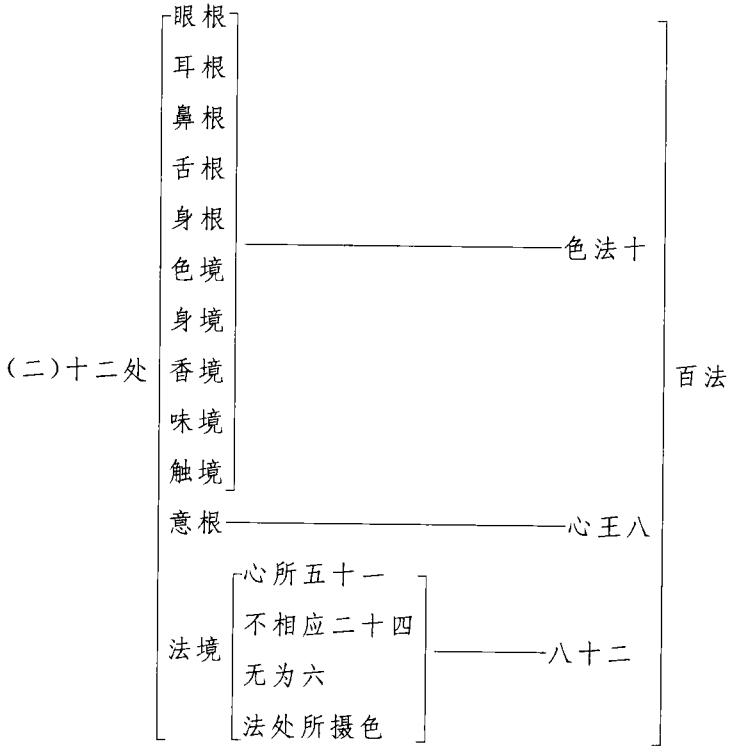 眼根
耳根
鼻根
舌根
身根
色法十
色境
身境
(二)十二处
香境
百法
味境
触境
意根
心王八
心所五十一
不相应二十四
法境
八十二
无为六
法处所摄色